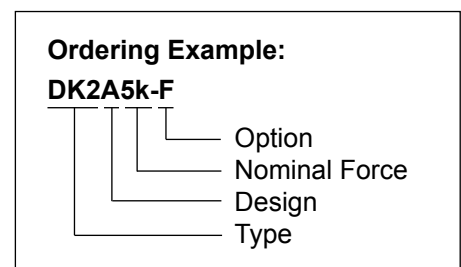 Ordering Example:
DK2A5k-F
Option
Nominal Force
Design
Type